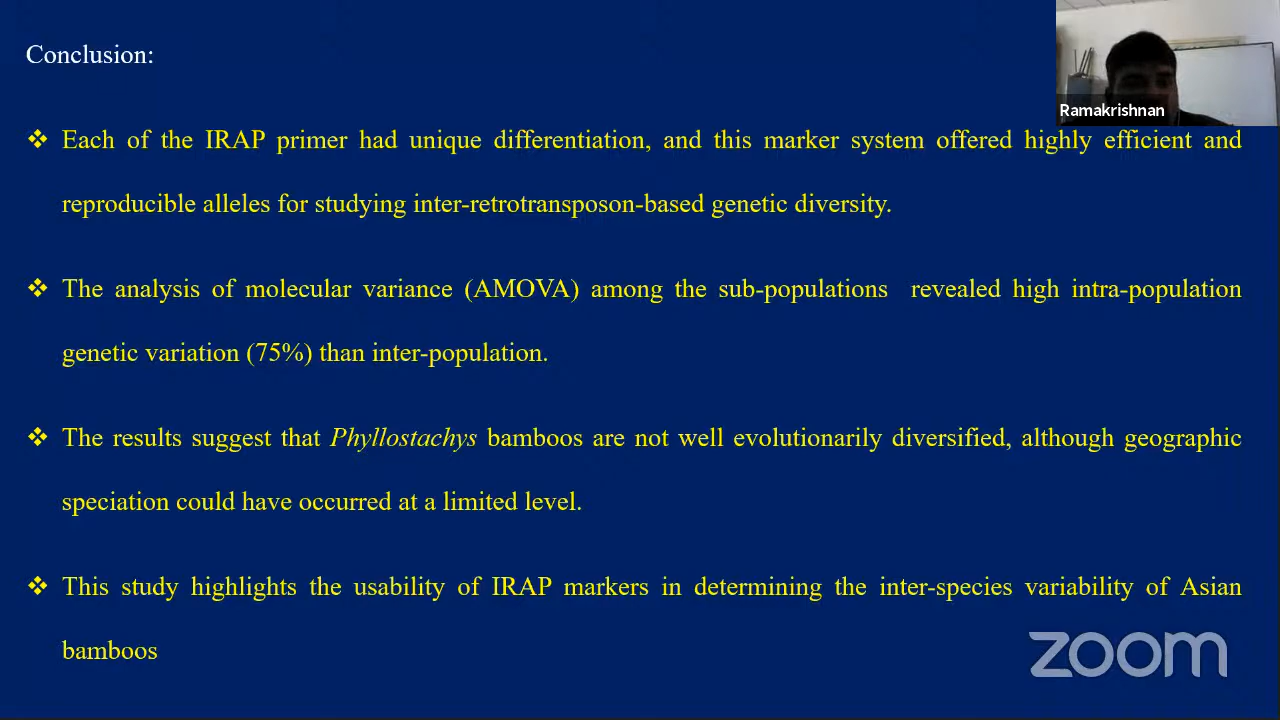 Conclusion:
Ramakrishnan
❖ Each of the IRAP primer had unique differentiation, and this marker system offered highly efficient and
reproducible alleles for studying inter-retrotransposon-based genetic diversity.
❖ The analysis of molecular variance (AMOVA) among the sub-populations revealed high intra-population
genetic variation (75%) than inter-population.
❖ The results suggest that Phyllostachys bamboos are not well evolutionarily diversified, although geographic
speciation could have occurred at a limited level.
❖ This study highlights the usability of IRAP markers in determining the inter-species variability of Asian
bamboos
zoom